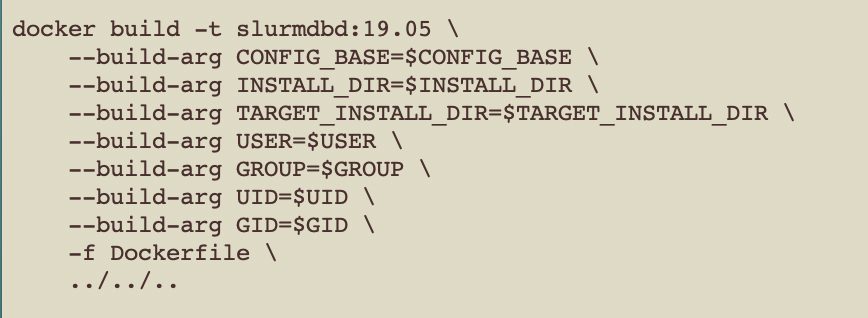 docker build -t slurmdbd:19.05 \
    --build-arg CONFIG_BASE=$CONFIG_BASE \
    --build-arg INSTALL_DIR=$INSTALL_DIR \
    --build-arg TARGET_INSTALL_DIR=$TARGET_INSTALL_DIR \
    --build-arg USER=$USER \
    --build-arg GROUP=$GROUP \
    --build-arg UID=$UID \
    --build-arg GID=$GID \
    -f Dockerfile \
    ../../..